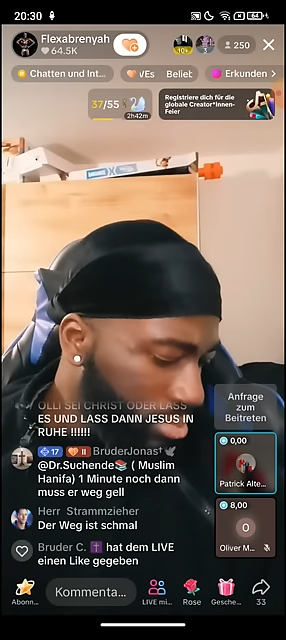 20:30
64
Flexabrenyah
64.5K
10+
250
Chatten und Int...
VEs Beliebt
Erkunden >
37/55
2h42m
Registriere dich für die
globale Creator*innen-
Feier
OLLI SEI CHRIST ODER LASS
ES UND LASS DANN JESUS IN
RUHE !!!!!!
17 II BruderJonas✝🕊
@Dr.Suchende📚 ( Muslim
Hanifa) 1 Minute noch dann
muss er weg gell
Herr Strammzieher
Der Weg ist schmal
Bruder C. ✝️ hat dem LIVE
einen Like gegeben
Anfrage
zum
Beitreten
0,00
Patrick Alte...
8,00
O
Oliver M...
Abonn...
Kommenta...
LIVE mi...
Rose
Gesche...
33